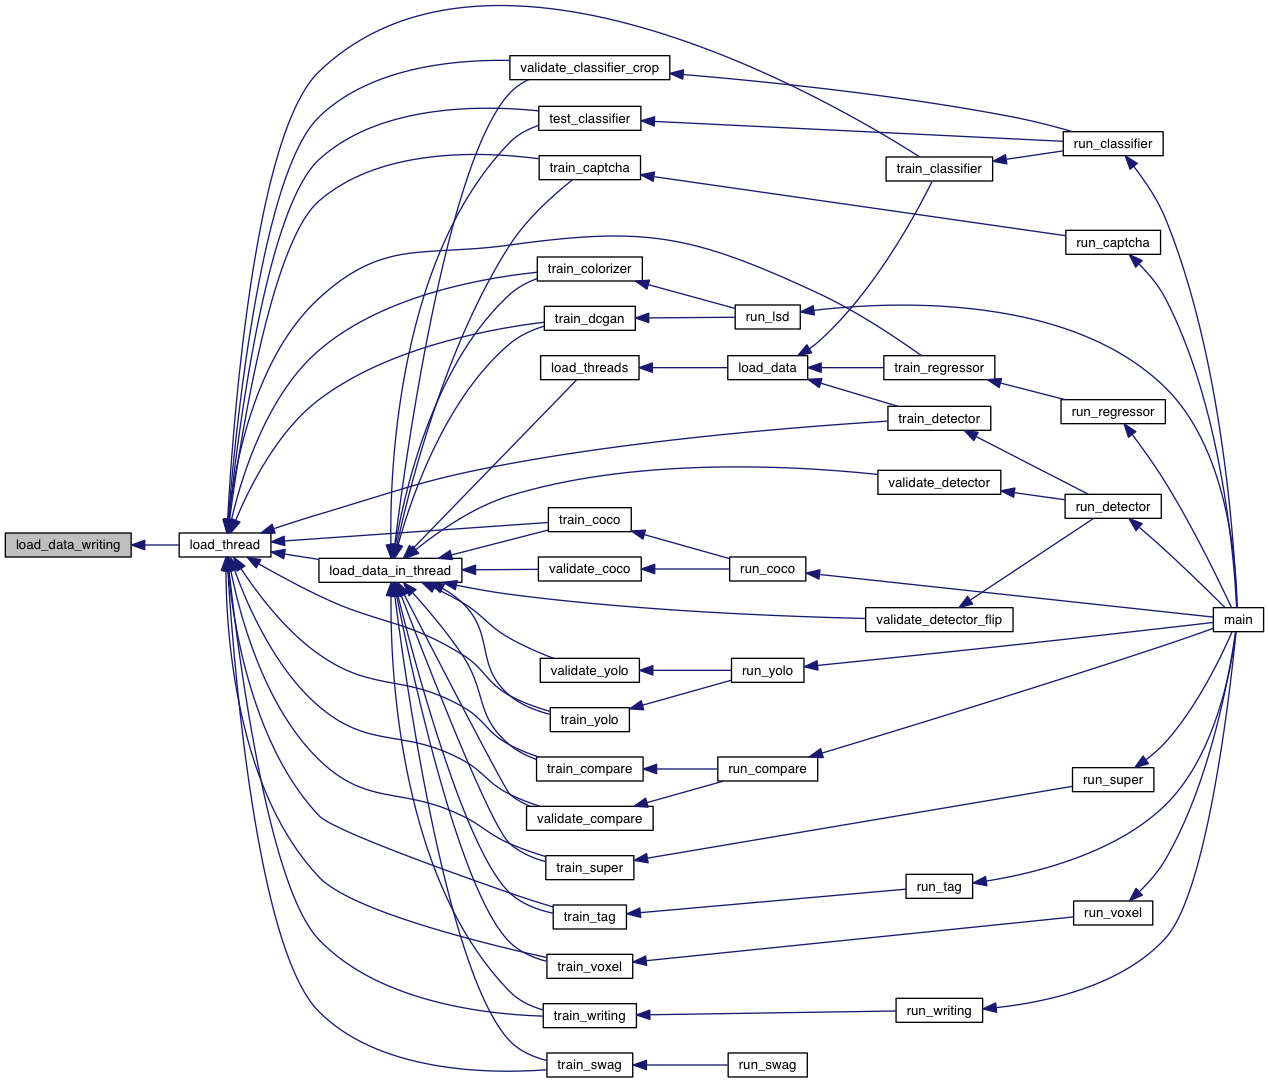 validate_classifier_crop
test_classifier
run_classifier
train_captcha
train_classifier
run_captcha
train_colorizer
train_dcgan
run_lsd
load_threads
load_data
train_regressor
run_regressor
train_detector
validate_detector
run_detector
train_coco
load_data_writing
load_thread
load_data_in_thread
validate_coco
run_coco
validate_detector_flip
main
validate_yolo
run_yolo
train_yolo
train_compare
run_compare
run_super
validate_compare
train_super
run_tag
train_tag
run_voxel
train_voxel
run_writing
train_writing
train_swag
run_swag